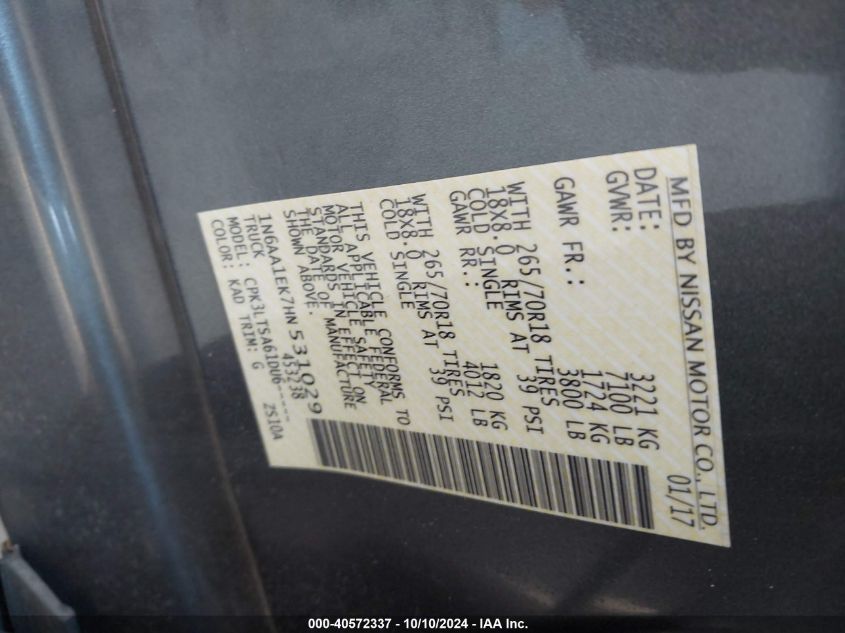 MFD BY NISSAN MOTOR CO., LTD.
DATE: 01/17
GVWR: 3221 KG
7100 LB
GAWR FR.: 1724 KG
3800 LB
WITH 265/70R18 TIRES
18X8.0 RIMS AT 39 PSI
COLD SINGLE
GAWR RR.: 1820 KG
4012 LB
WITH 265/70R18 TIRES
18X8.0 RIMS AT 39 PSI
COLD SINGLE
THIS VEHICLE CONFORMS TO
ALL APPLICABLE FEDERAL
MOTOR VEHICLE SAFETY
STANDARDS IN EFFECT ON
THE DATE OF MANUFACTURE
SHOWN ABOVE.
1N6AA1EK7HN531029
TRUCK 453238
MODEL: CPK3LTSA61DU6-----
COLOR: KAD TRIM: G 2S10A
000-40572337 - 10/10/2024 - IAA Inc.